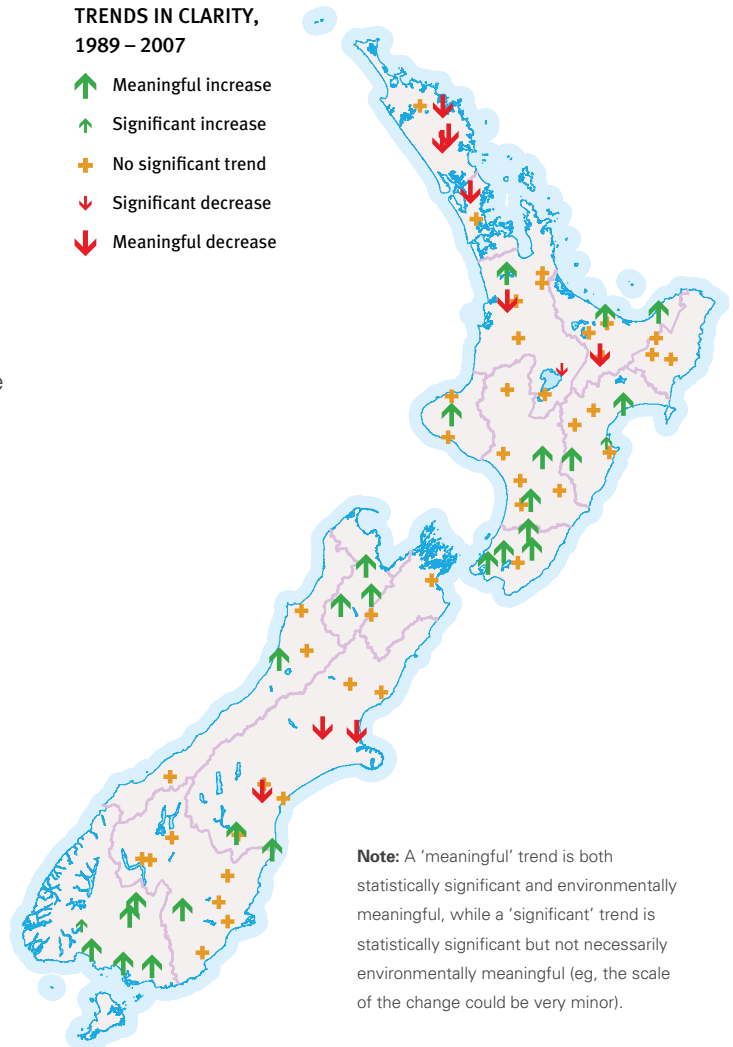 TRENDS IN CLARITY,
1989 – 2007
Meaningful increase
Significant increase
No significant trend
Significant decrease
Meaningful decrease
e
Note: A ‘meaningful’ trend is both
statistically significant and environmentally
meaningful, while a ‘significant’ trend is
statistically significant but not necessarily
environmentally meaningful (eg, the scale
of the change could be very minor).